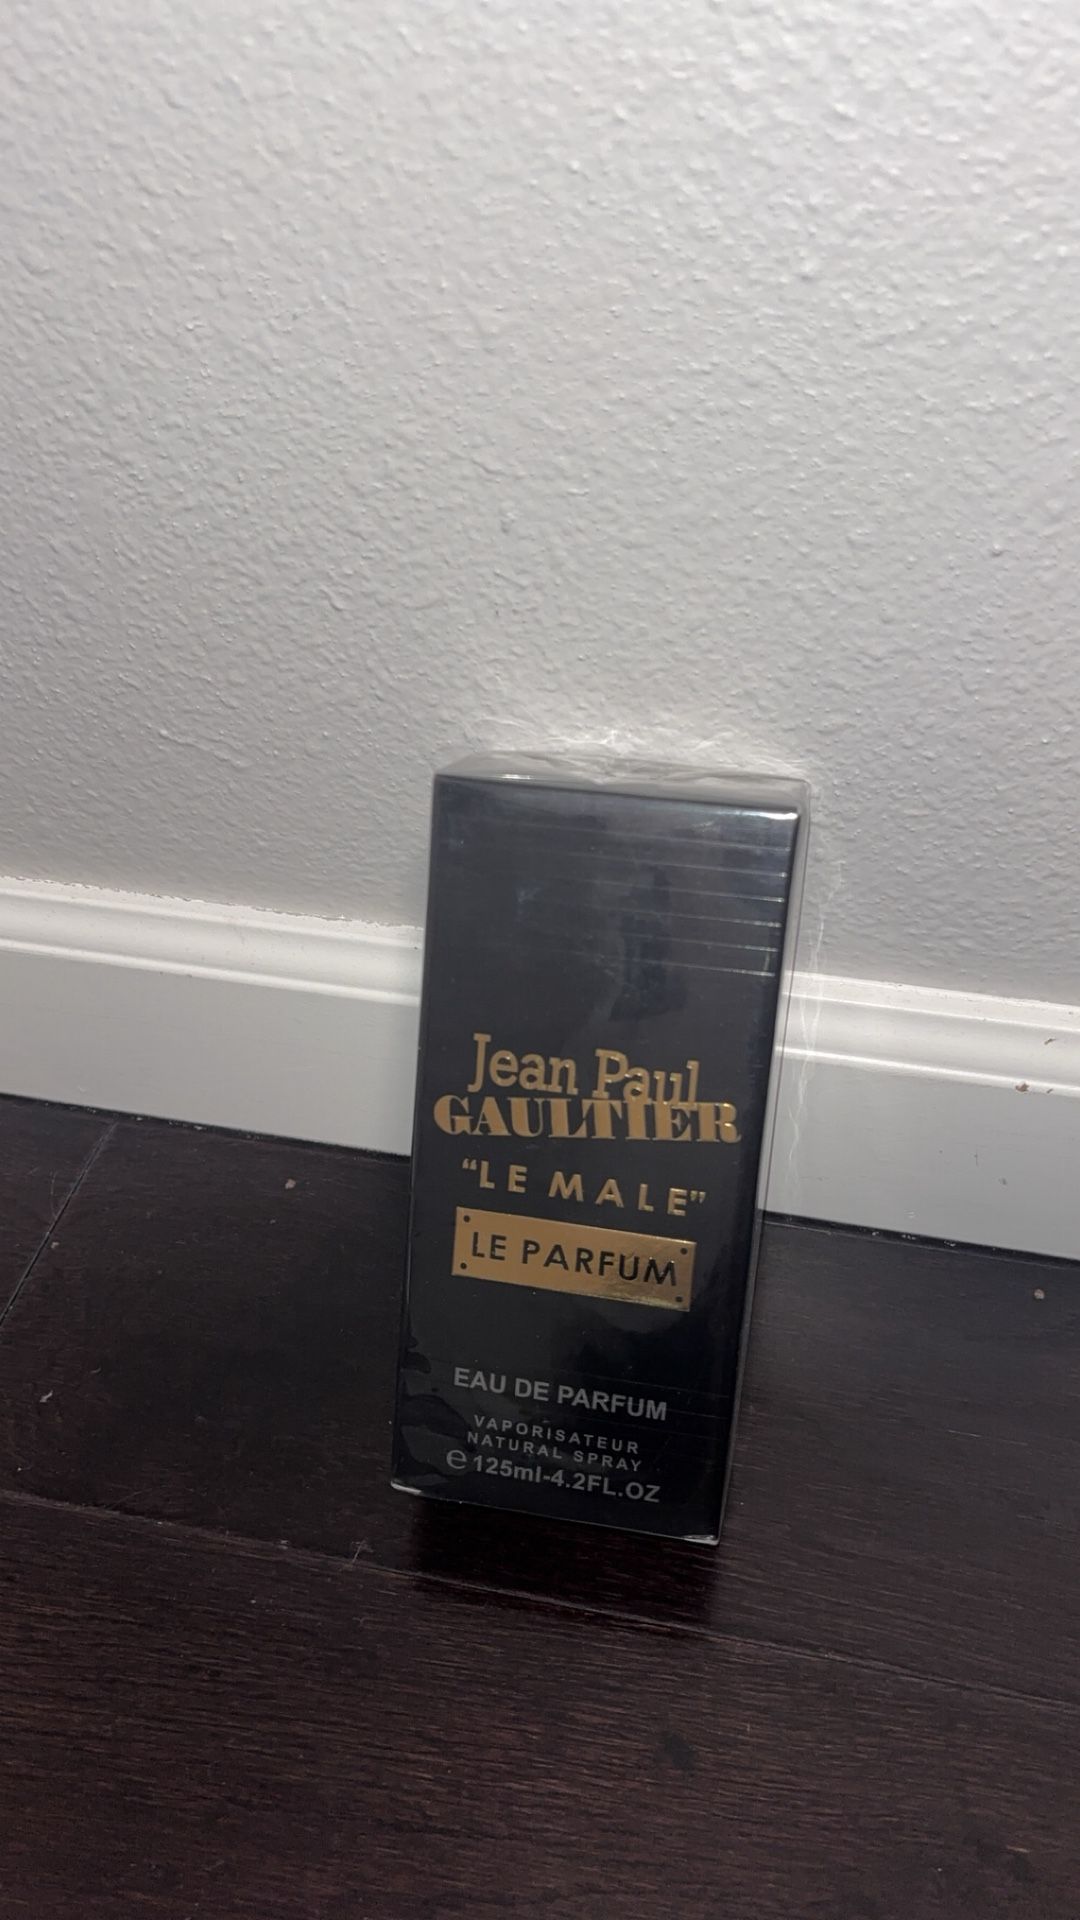 Jean Paul
GAULTIER
“LE MALE”
LE PARFUM
EAU DE PARFUM
VAPORISATEUR
NATURAL SPRAY
℮125ml-4.2FL.OZ